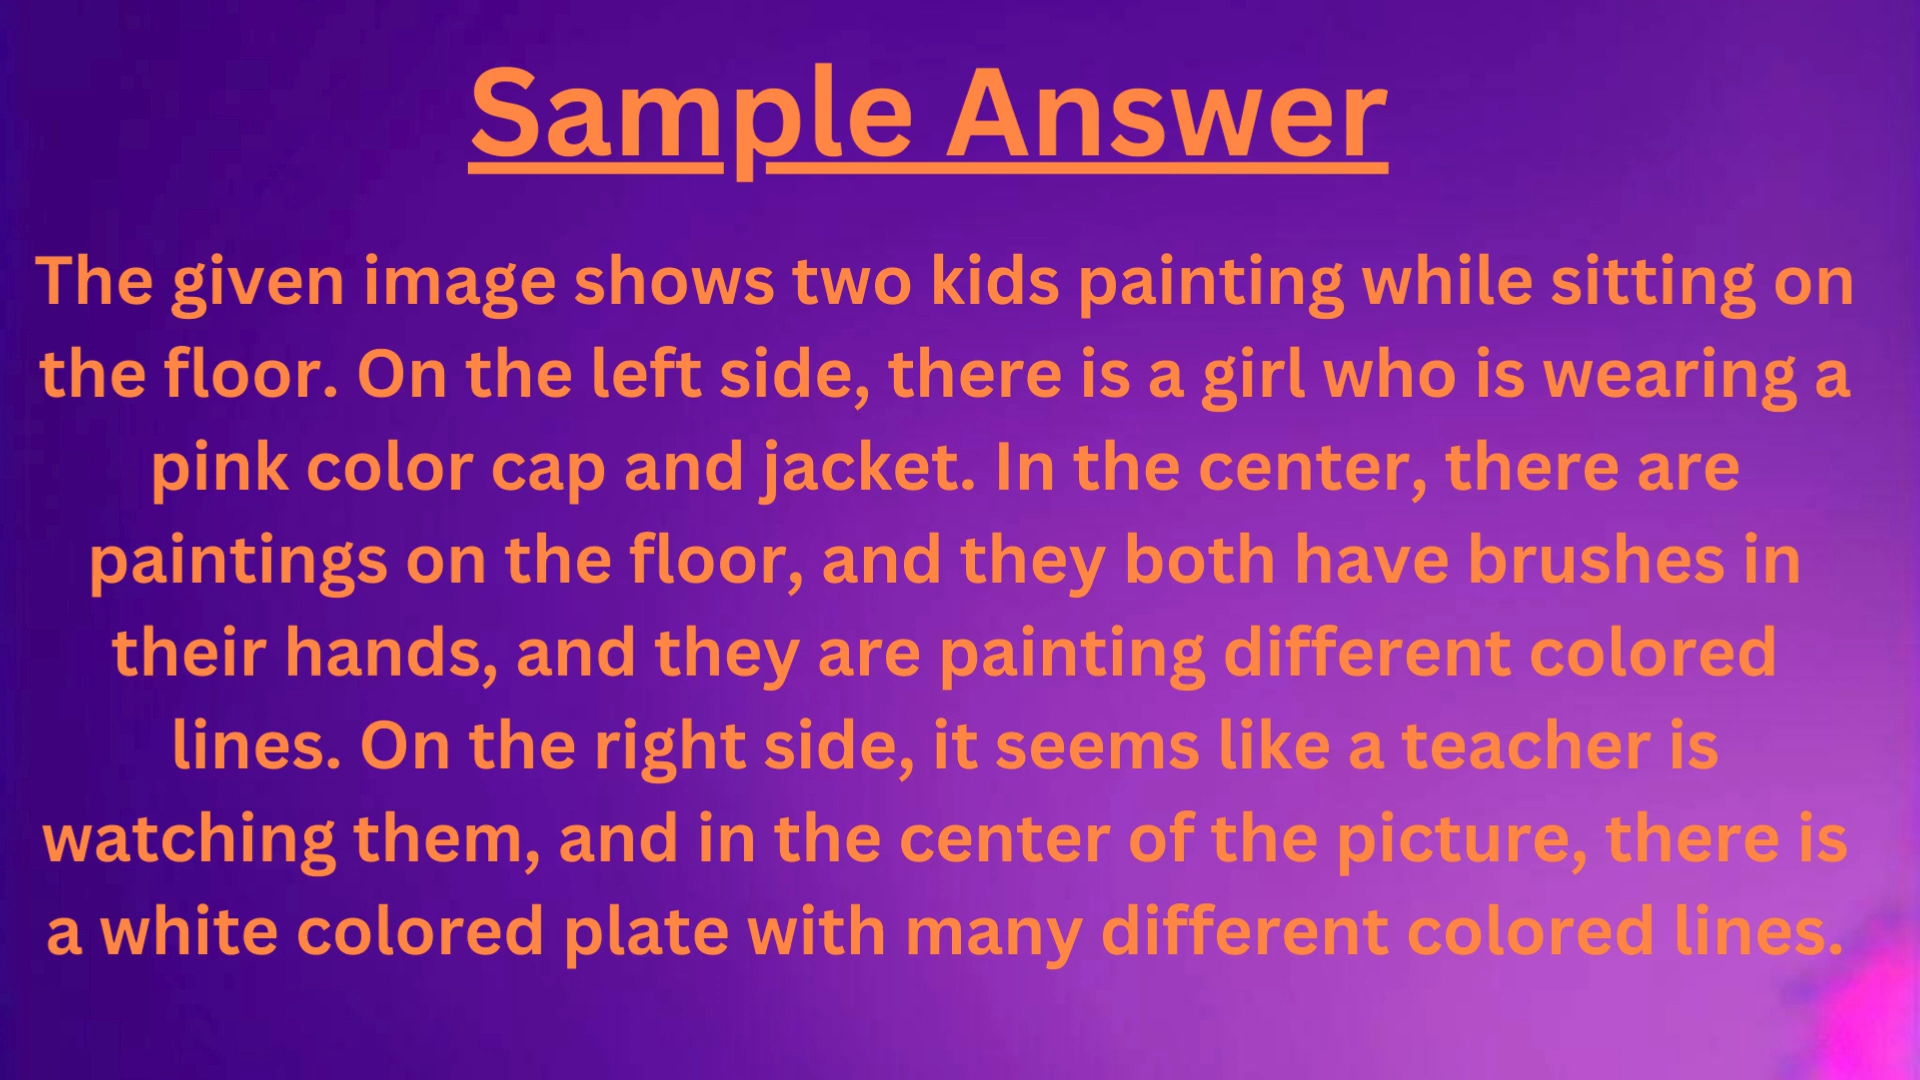 Sample Answer
The given image shows two kids painting while sitting on
the floor. On the left side, there is a girl who is wearing a
pink color cap and jacket. In the center, there are
paintings on the floor, and they both have brushes in
their hands, and they are painting different colored
lines. On the right side, it seems like a teacher is
watching them, and in the center of the picture, there is
a white colored plate with many different colored lines.